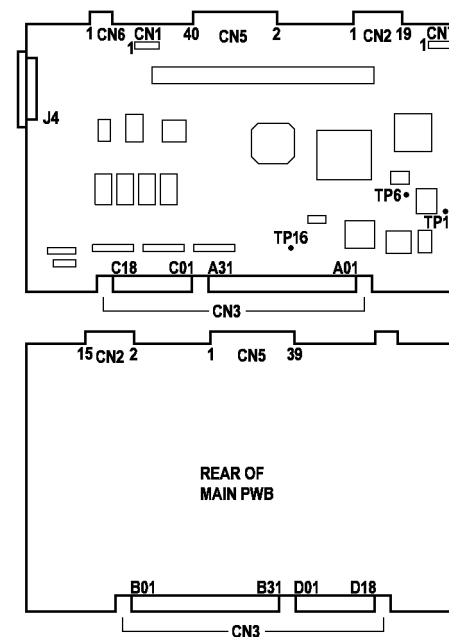 1 CN6 CN1 40 CN5 2 1 CN2 19 CN7
1 1
J4
TP6
TP1
TP16
C18 C01 A31 A01
CN3
15 CN2 2 1 CN5 39
REAR OF
MAIN PWB
B01 B31 D01 D18
CN3